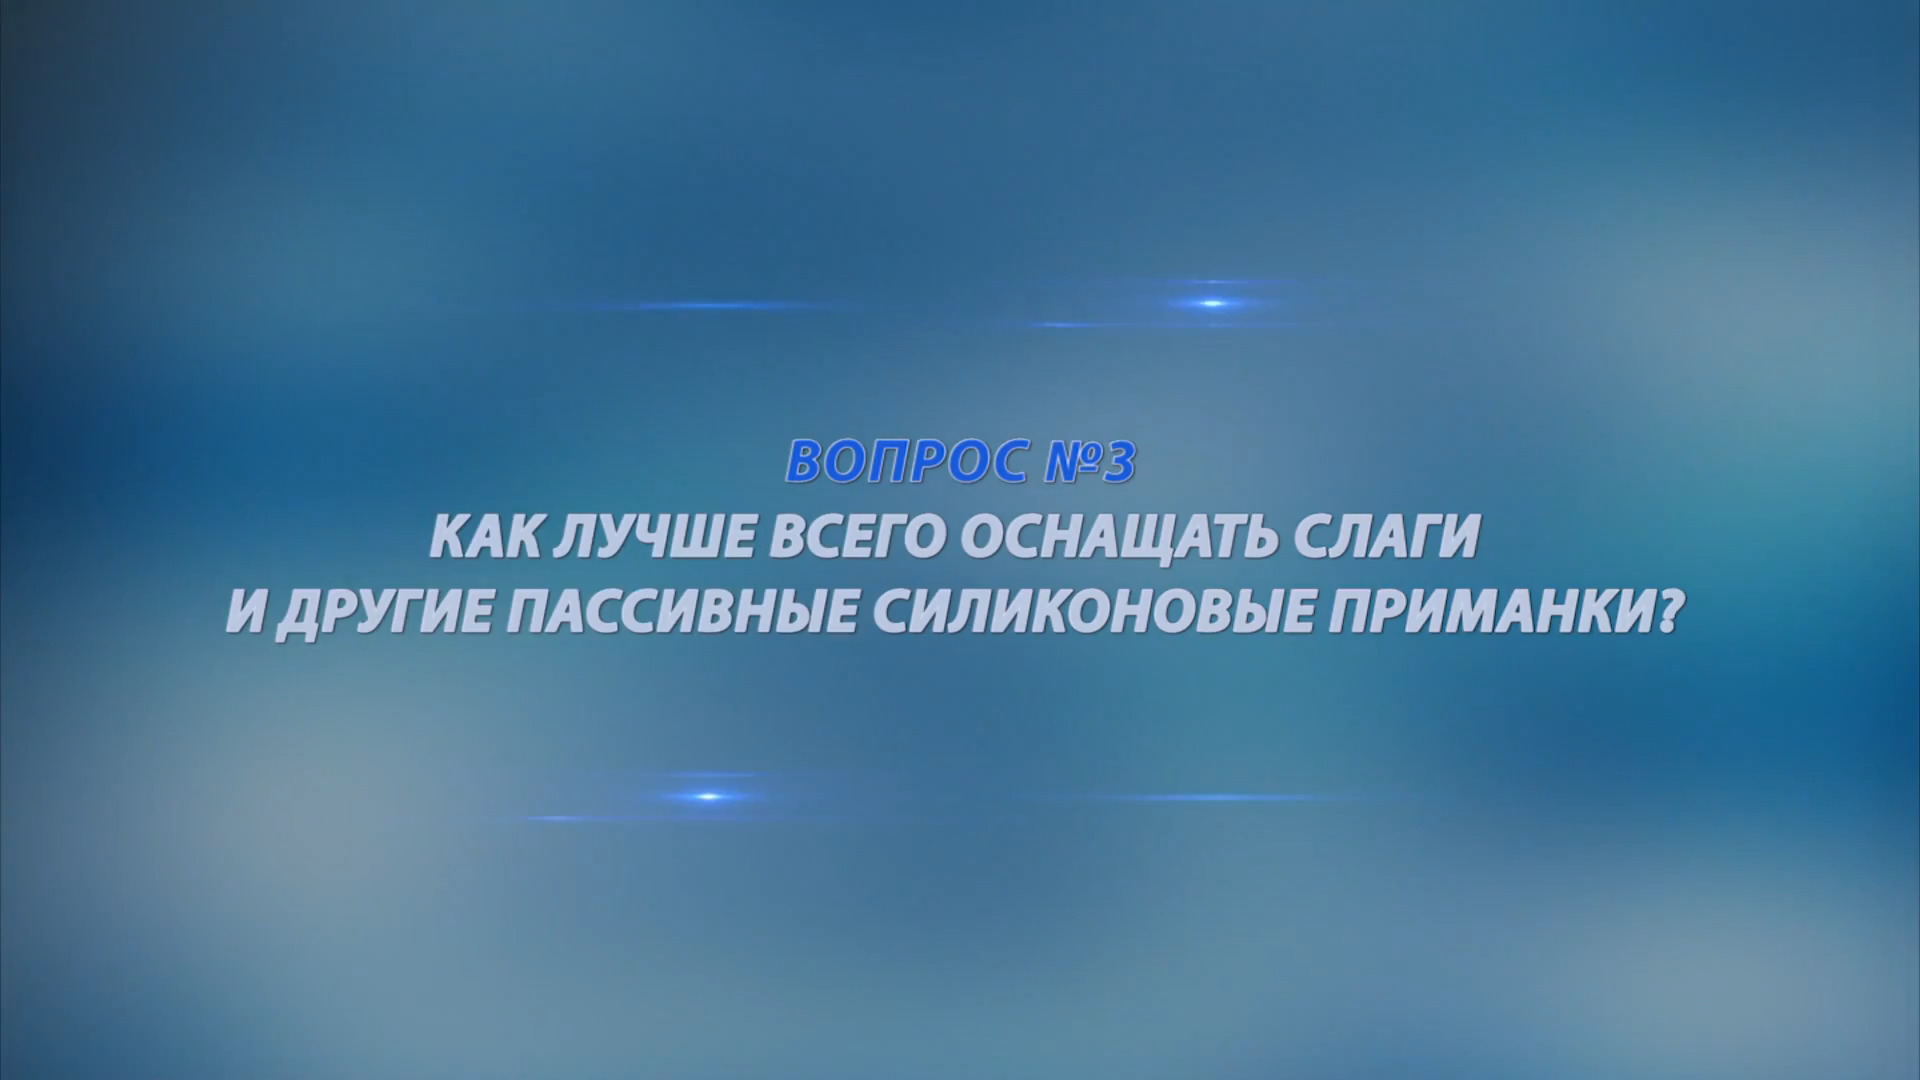 ВОПРОС №3
КАК ЛУЧШЕ ВСЕГО ОСНАЩАТЬ СЛАГИ
И ДРУГИЕ ПАССИВНЫЕ СИЛИКОНОВЫЕ ПРИМАНКИ?